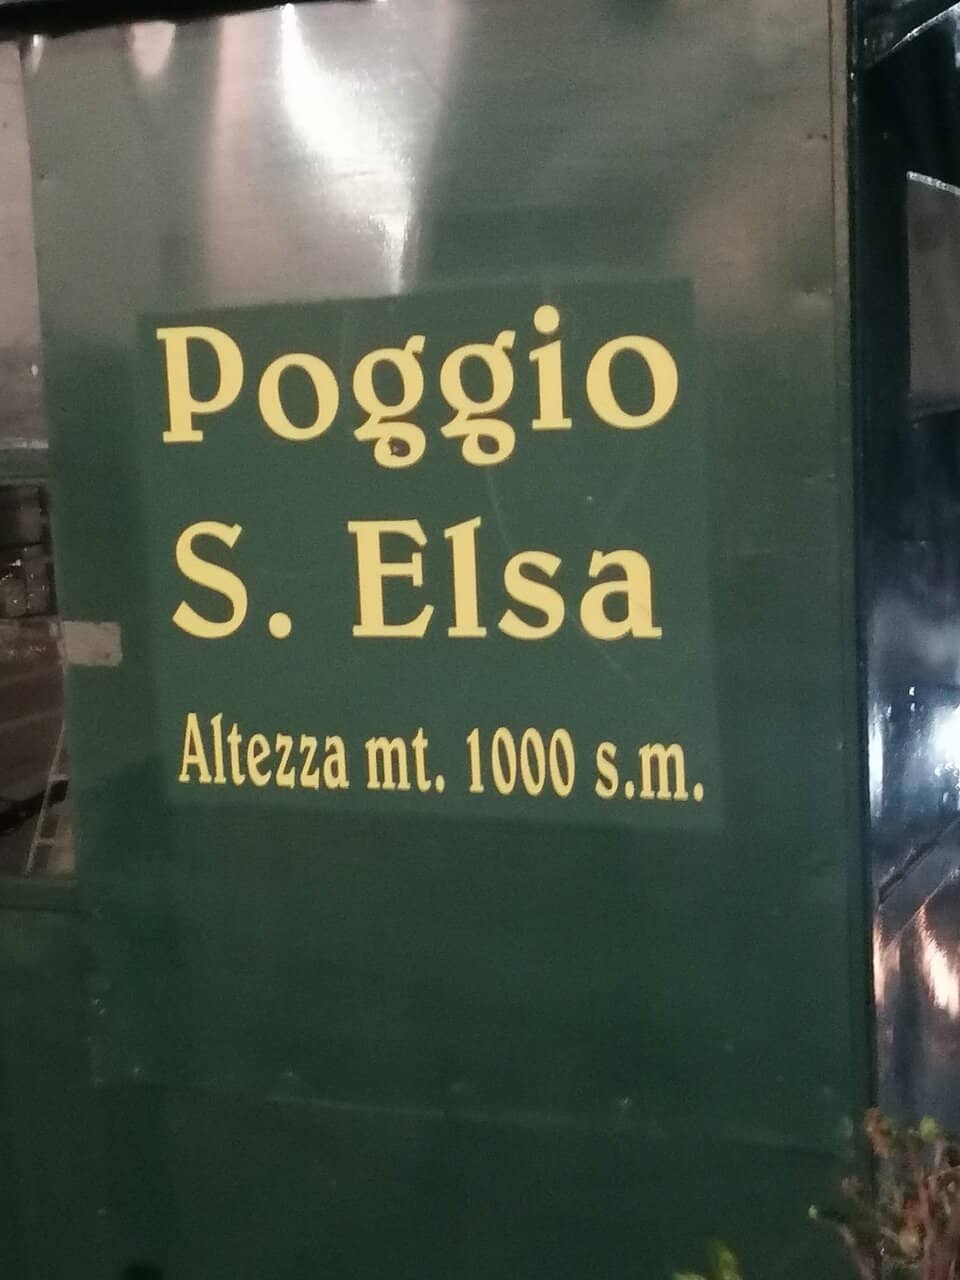 Poggio
S. Elsa
Altezza mt. 1000 s.m.